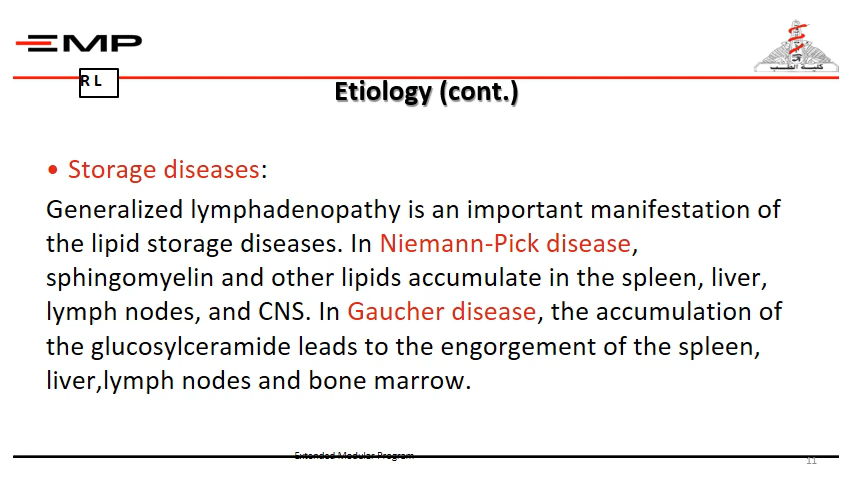 EMP
كلية الطب
R L
Etiology (cont.)
• Storage diseases:
Generalized lymphadenopathy is an important manifestation of
the lipid storage diseases. In Niemann-Pick disease,
sphingomyelin and other lipids accumulate in the spleen, liver,
lymph nodes, and CNS. In Gaucher disease, the accumulation of
the glucosylceramide leads to the engorgement of the spleen,
liver,lymph nodes and bone marrow.
Extended Modular Program
11